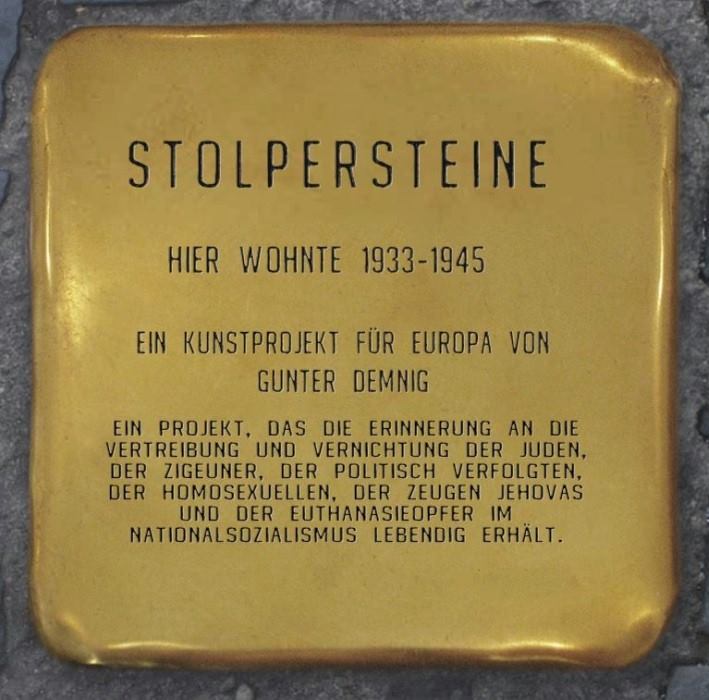 STOLPERSTEINE
HIER WOHNTE 1933-1945
EIN KUNSTPROJEKT FÜR EUROPA VON
GUNTER DEMNIG
EIN PROJEKT, DAS DIE ERINNERUNG AN DIE
VERTREIBUNG UND VERNICHTUNG DER JUDEN,
DER ZIGEUNER, DER POLITISCH VERFOLGTEN,
DER HOMOSEXUELLEN, DER ZEUGEN JEHOVAS
UND DER EUTHANASIEOPFER IM
NATIONALSOZIALISMUS LEBENDIG ERHÄLT.